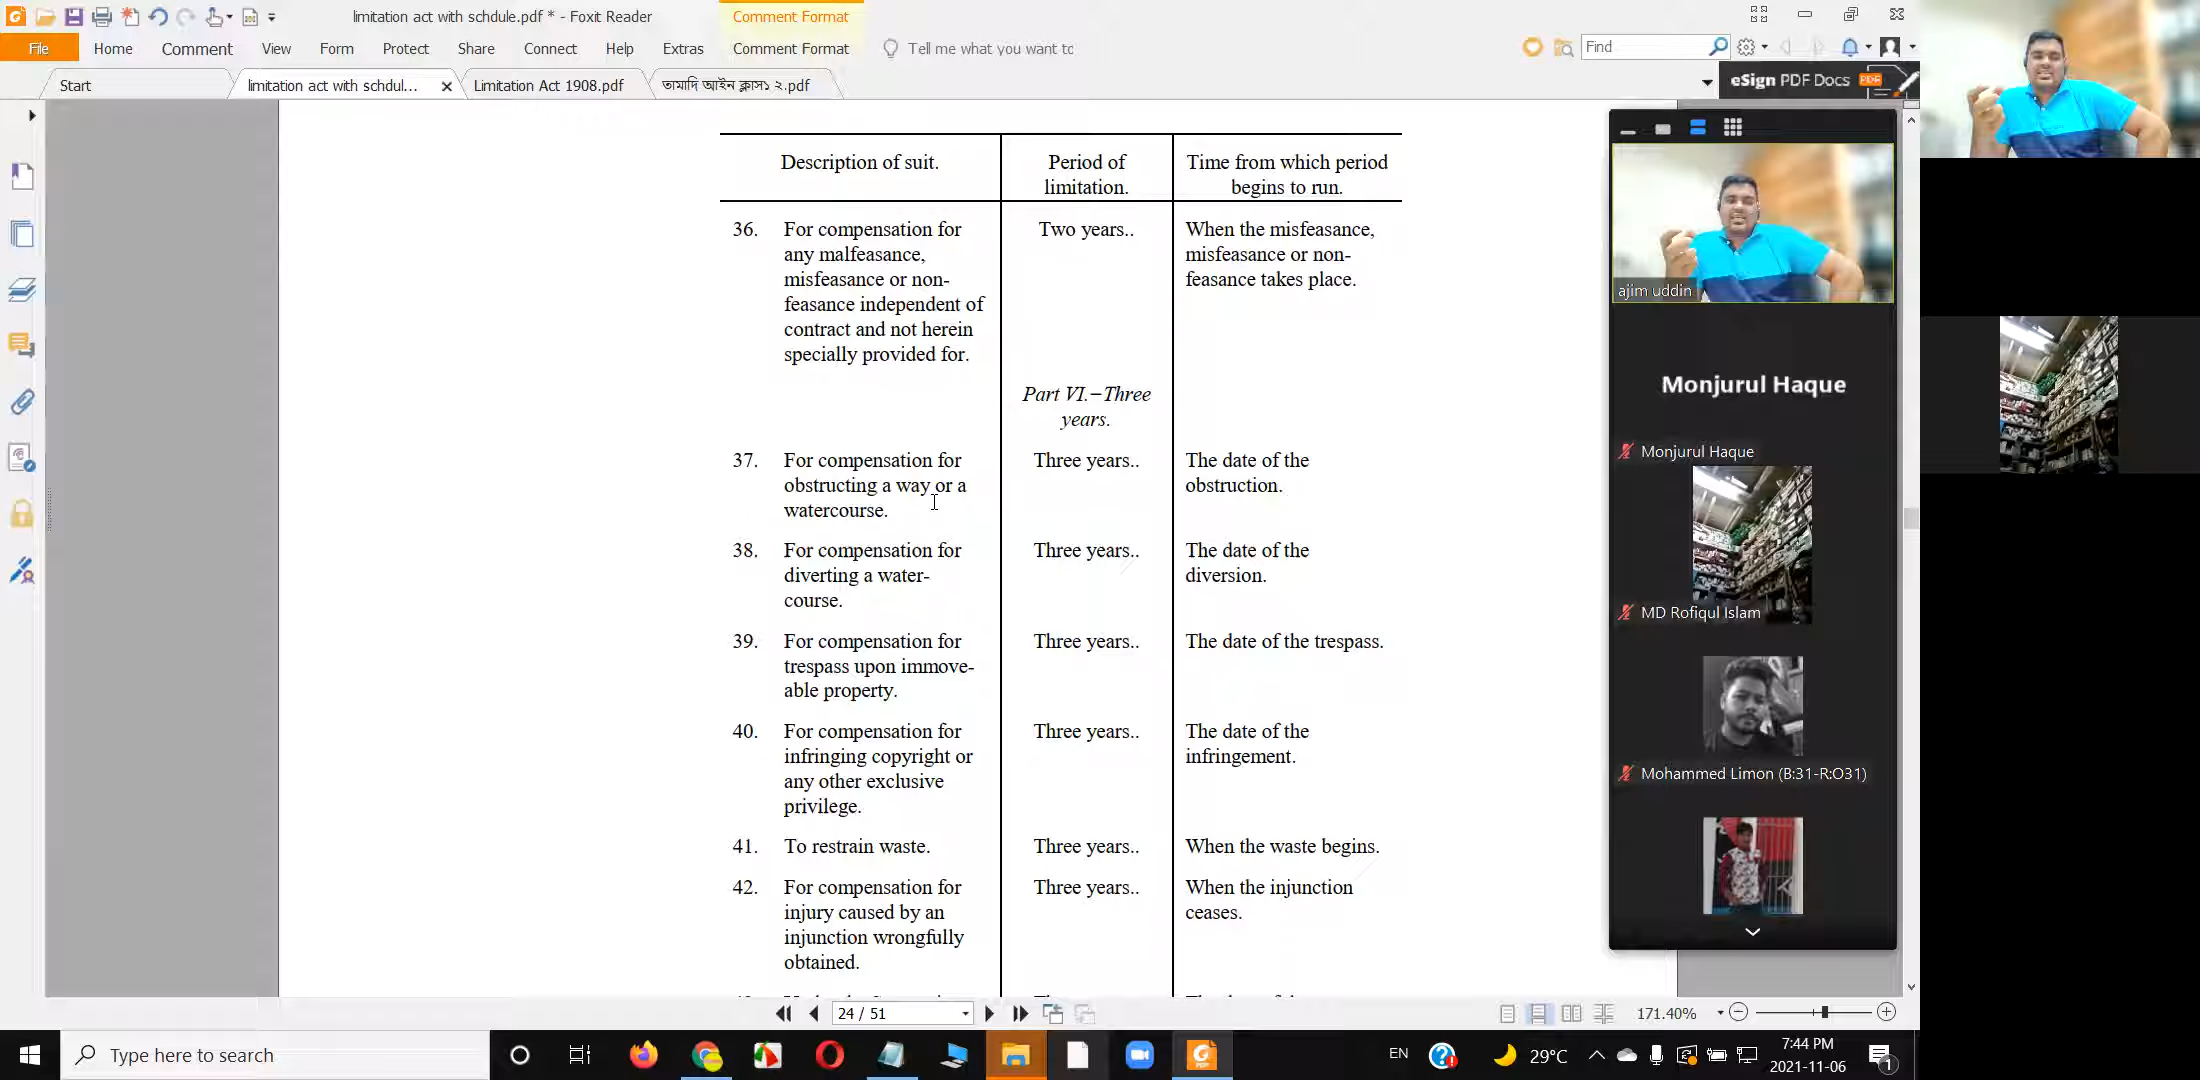 limitation act with schdule.pdf * - Foxit Reader
Comment Format
File Home Comment View Form Protect Share Connect Help Extras Comment Format Tell me what you want tc Find
Start limitation act with schdul... Limitation Act 1908.pdf তামাদি আইন ক্লাস১ ২.pdf eSign PDF Docs
Description of suit. Period of Time from which period
limitation. begins to run.
36. For compensation for Two years.. When the misfeasance,
any malfeasance, misfeasance or non-
misfeasance or non- feasance takes place.
feasance independent of
contract and not herein
specially provided for.
Part VI.−Three
years.
37. For compensation for Three years.. The date of the
obstructing a way or a obstruction.
watercourse.
38. For compensation for Three years.. The date of the
diverting a water- diversion.
course.
39. For compensation for Three years.. The date of the trespass.
trespass upon immove-
able property.
40. For compensation for Three years.. The date of the
infringing copyright or infringement.
any other exclusive
privilege.
41. To restrain waste. Three years.. When the waste begins.
42. For compensation for Three years.. When the injunction
injury caused by an ceases.
injunction wrongfully
obtained.
ajim uddin
Monjurul Haque
Monjurul Haque
MD Rofiqul Islam
Mohammed Limon (B:31-R:O31)
24 / 51 171.40%
Type here to search EN 29°C 7:44 PM
2021-11-06
1